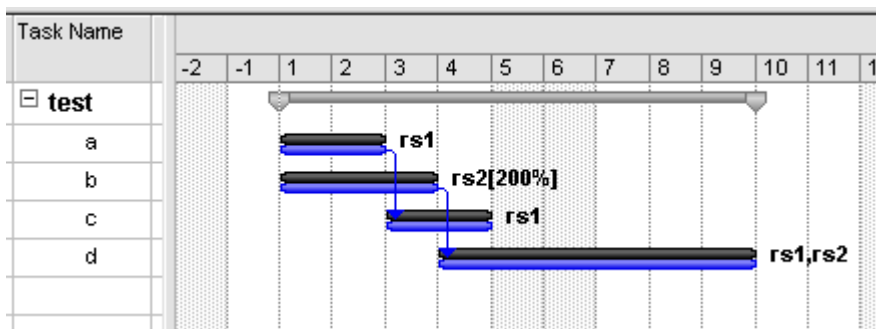 Task Name
-2 -1 1 2 3 4 5 6 7 8 9 10 11 1
test
a rs1
b rs2[200%]
c rs1
d rs1,rs2